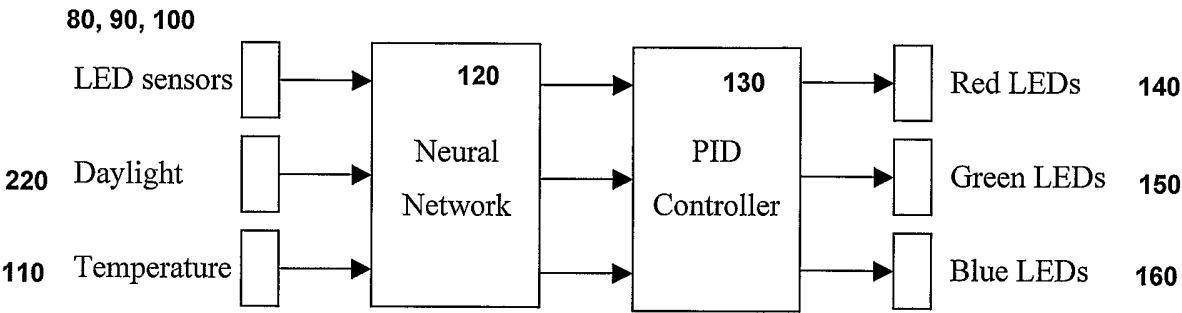 80, 90, 100
LED sensors
120
130
Red LEDs 140
Neural
Network
PID
Controller
220 Daylight
Green LEDs 150
110 Temperature
Blue LEDs 160